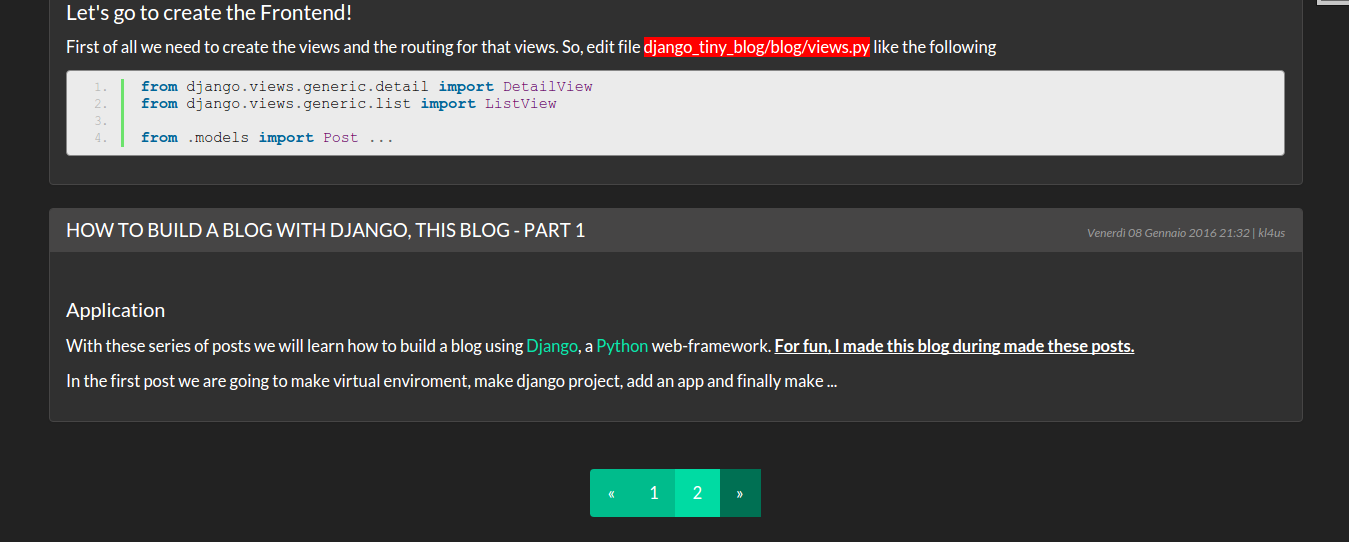 Let's go to create the Frontend!
First of all we need to create the views and the routing for that views. So, edit file django_tiny_blog/blog/views.py like the following
1. from django.views.generic.detail import DetailView
2. from django.views.generic.list import ListView
3.
4. from .models import Post ...
HOW TO BUILD A BLOG WITH DJANGO, THIS BLOG - PART 1 Venerdì 08 Gennaio 2016 21:32 | kl4us
Application
With these series of posts we will learn how to build a blog using Django, a Python web-framework. For fun, I made this blog during made these posts.
In the first post we are going to make virtual enviroment, make django project, add an app and finally make ...
« 1 2 »